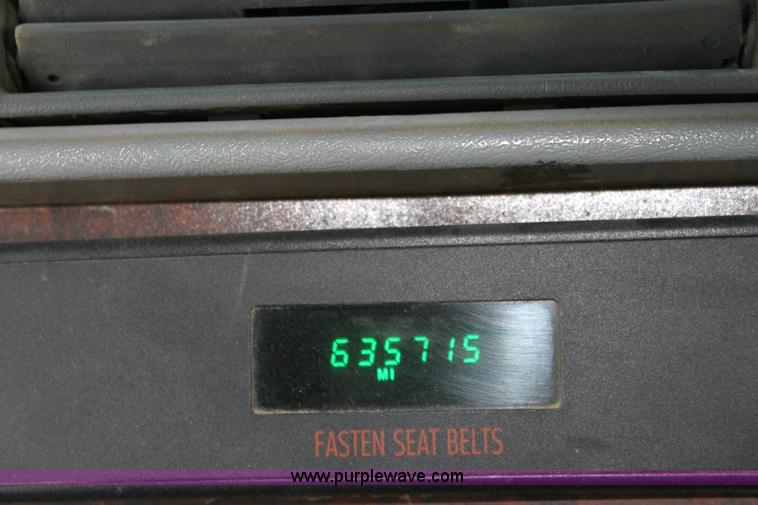 635715
MI
FASTEN SEAT BELTS
www.purplewave.com